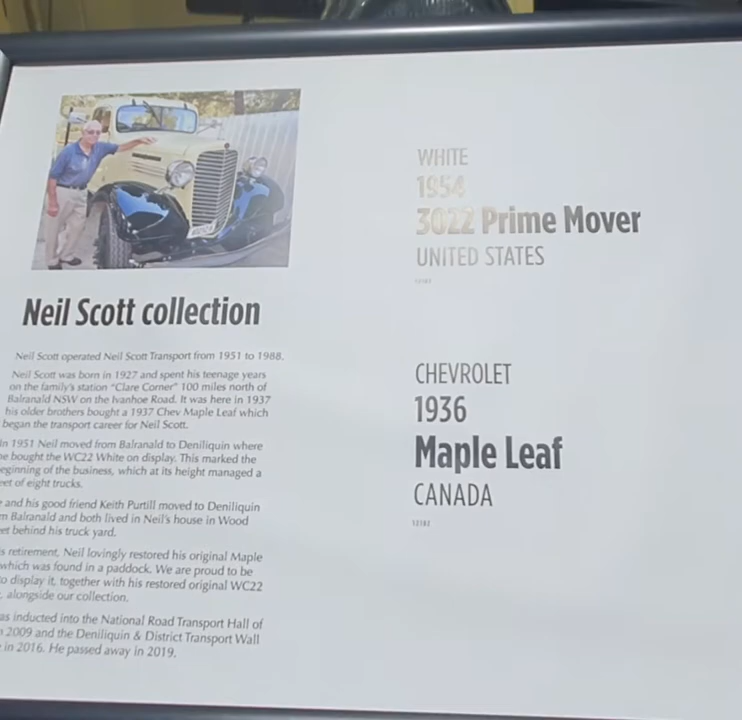 Neil Scott collection
Neil Scott operated Neil Scott Transport from 1951 to 1988.
Neil Scott was born in 1927 and spent his teenage years
on the family's station "Clare Corner" 100 miles north of
Balranald NSW on the Ivanhoe Road. It was here in 1937
his older brothers bought a 1937 Chev Maple Leaf which
began the transport career for Neil Scott.
In 1951 Neil moved from Balranald to Deniliquin where
he bought the WC22 White on display. This marked the
beginning of the business, which at its height managed a
of eight trucks.
and his good friend Keith Purtill moved to Deniliquin
Balranald and both lived in Neil's house in Wood
behind his truck yard.
retirement, Neil lovingly restored his original Maple
which was found in a paddock. We are proud to be
to display it, together with his restored original WC22
, alongside our collection.
inducted into the National Road Transport Hall of
2009 and the Deniliquin & District Transport Wall
in 2016. He passed away in 2019.
WHITE
1954
3022 Prime Mover
UNITED STATES
CHEVROLET
1936
Maple Leaf
CANADA